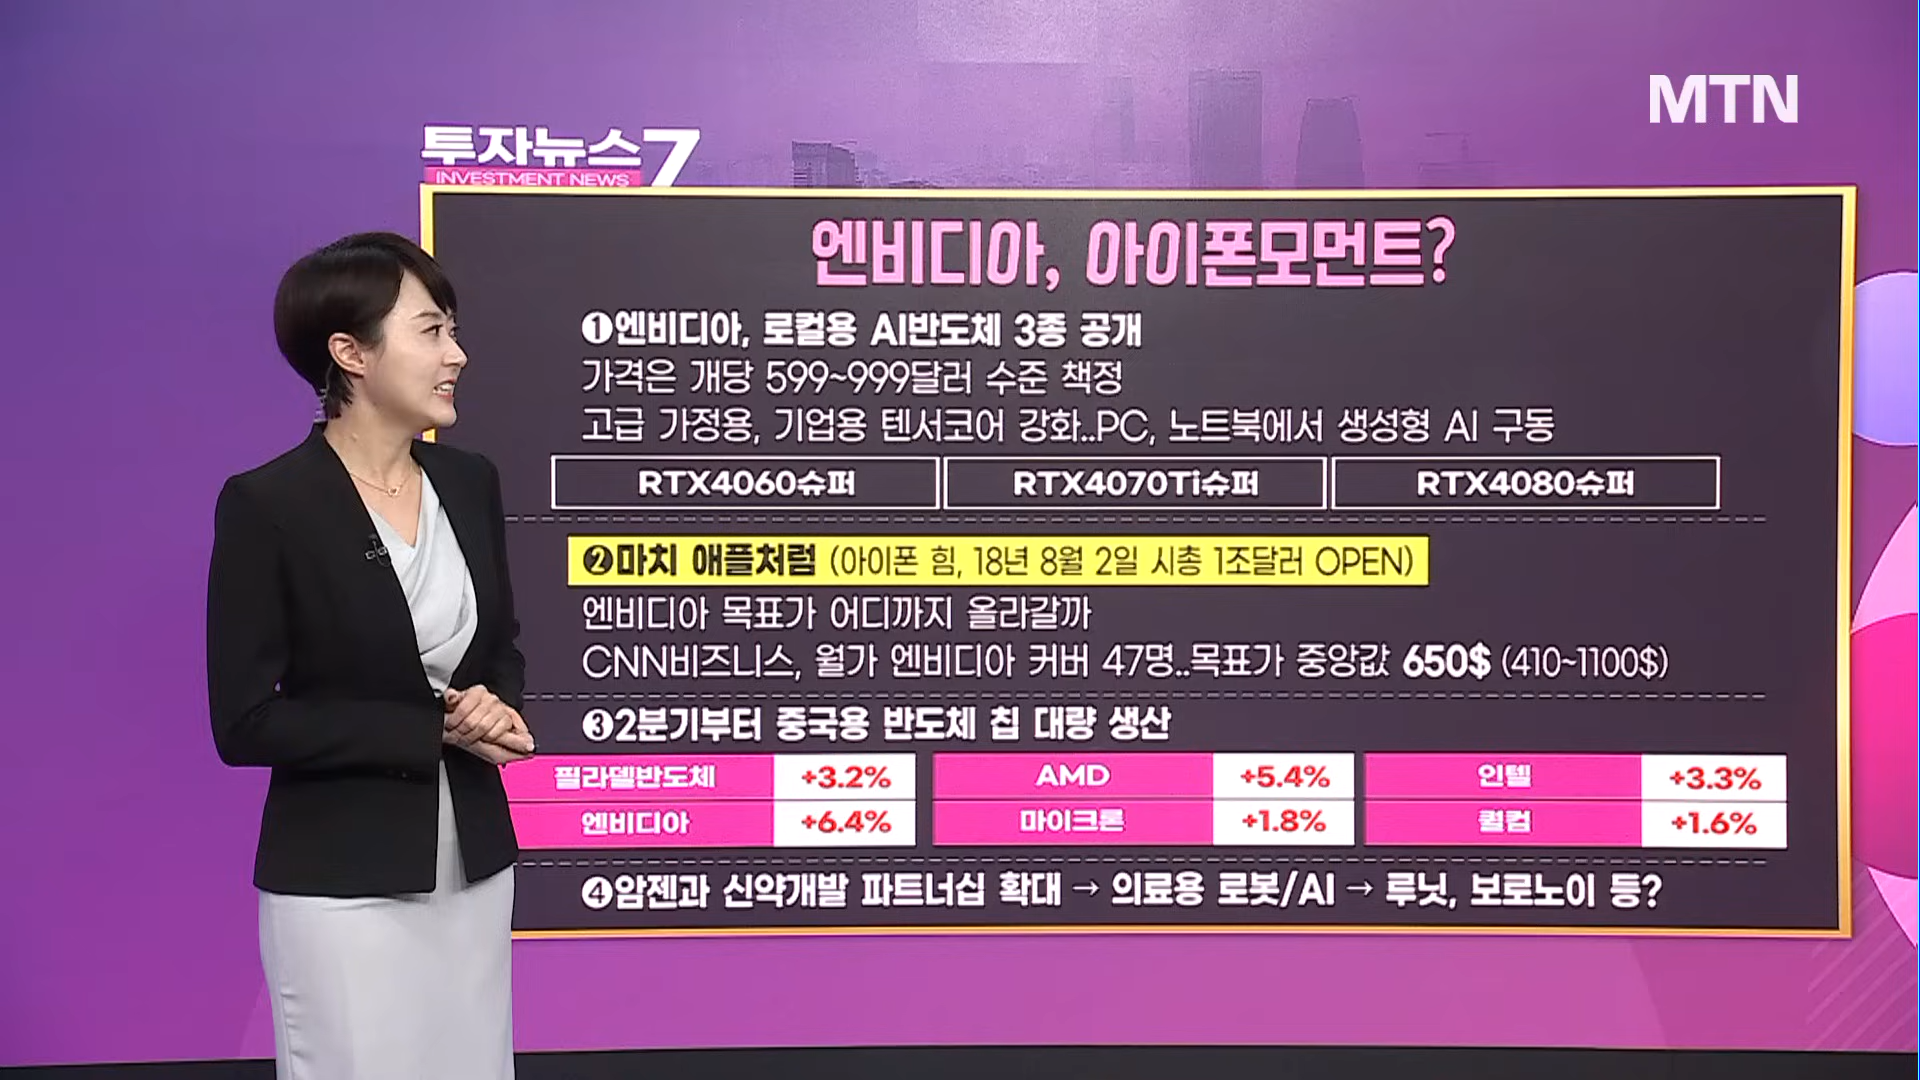 MTN
투자뉴스7
INVESTMENT NEWS
엔비디아, 아이폰모먼트?
❶엔비디아, 로컬용 AI반도체 3종 공개
가격은 개당 599~999달러 수준 책정
고급 가정용, 기업용 텐서코어 강화..PC, 노트북에서 생성형 AI 구동
RTX4060슈퍼 RTX4070Ti슈퍼 RTX4080슈퍼
❷마치 애플처럼 (아이폰 힘, 18년 8월 2일 시총 1조달러 OPEN)
엔비디아 목표가 어디까지 올라갈까
CNN비즈니스, 월가 엔비디아 커버 47명..목표가 중앙값 650$ (410~1100$)
❸2분기부터 중국용 반도체 칩 대량 생산
필라델반도체 +3.2% AMD +5.4% 인텔 +3.3%
엔비디아 +6.4% 마이크론 +1.8% 퀄컴 +1.6%
❹암젠과 신약개발 파트너십 확대 → 의료용 로봇/AI → 루닛, 보로노이 등?